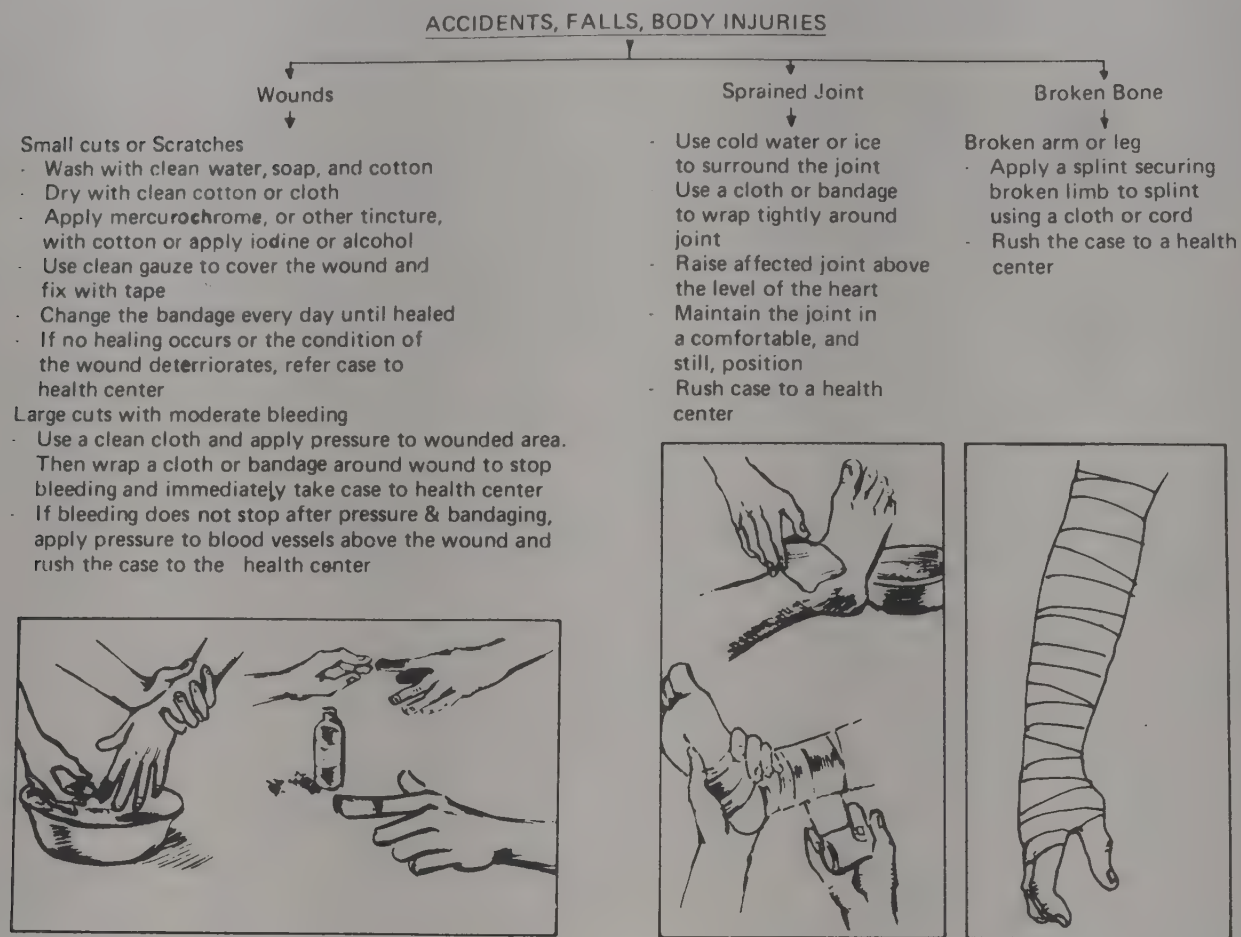 ACCIDENTS, FALLS, BODY INJURIES
Wounds
Small cuts or Scratches
- Wash with clean water, soap, and cotton
- Dry with clean cotton or cloth
- Apply mercurochrome, or other tincture,
with cotton or apply iodine or alcohol
- Use clean gauze to cover the wound and
fix with tape
- Change the bandage every day until healed
- If no healing occurs or the condition of
the wound deterriorates, refer case to
health center
Large cuts with moderate bleeding
- Use a clean cloth and apply pressure to wounded area.
Then wrap a cloth or bandage around wound to stop
bleeding and immediately take case to health center
- If bleeding does not stop after pressure & bandaging,
apply pressure to blood vessels above the wound and
rush the case to the health center
Sprained Joint
- Use cold water or ice
to surround the joint
Use a cloth or bandage
to wrap tightly around
joint
- Raise affected joint above
the level of the heart
- Maintain the joint in
a comfortable, and
still, position
- Rush case to a health
center
Broken Bone
Broken arm or leg
- Apply a splint securing
broken limb to splint
using a cloth or cord
- Rush the case to a health
center